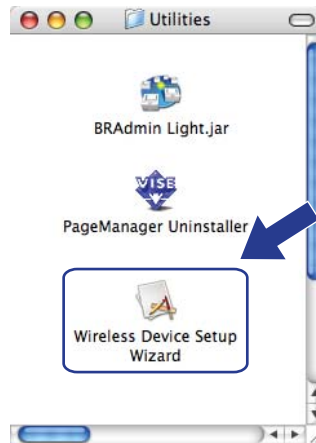 Utilities
BRAdmin Light.jar
VISE
PageManager Uninstaller
Wireless Device Setup
Wizard